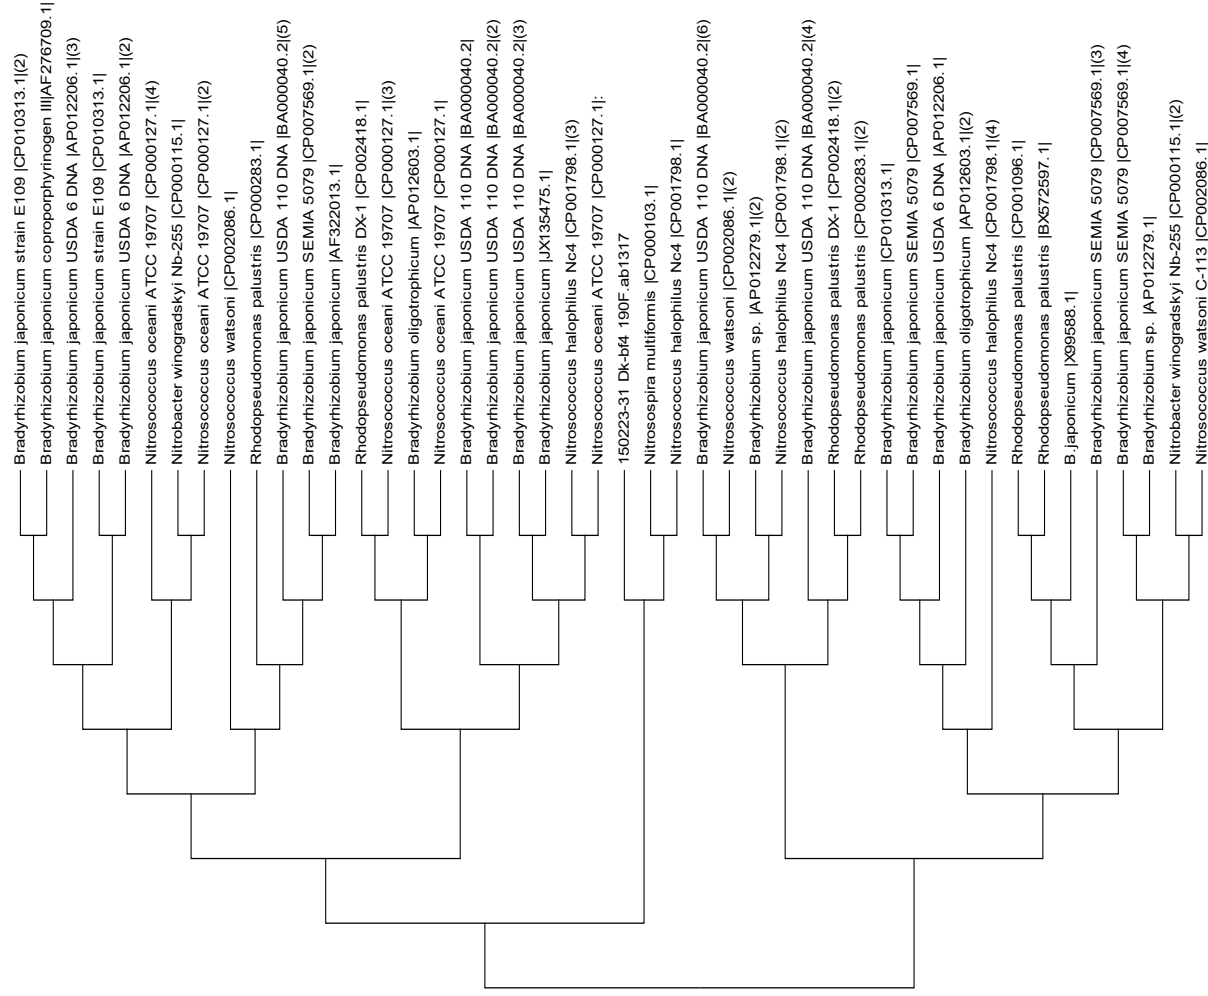 Bradyrhizobium japonicum strain E109 |CP010313.1|(2)
Bradyrhizobium japonicum coproporphyrinogen III|AF276709.1|
Bradyrhizobium japonicum USDA 6 DNA |AP012206.1|(3)
Bradyrhizobium japonicum strain E109 |CP010313.1|
Bradyrhizobium japonicum USDA 6 DNA |AP012206.1|(2)
Nitrosococcus oceani ATCC 19707 |CP000127.1|(4)
Nitrobacter winogradskyi Nb-255 |CP000115.1|
Nitrosococcus oceani ATCC 19707 |CP000127.1|(2)
Nitrosococcus watsoni |CP002086.1|
Rhodopseudomonas palustris |CP000283.1|
Bradyrhizobium japonicum USDA 110 DNA |BA000040.2|(5)
Bradyrhizobium japonicum SEMIA 5079 |CP007569.1|(2)
Bradyrhizobium japonicum |AF322013.1|
Rhodopseudomonas palustris DX-1 |CP002418.1|
Nitrosococcus oceani ATCC 19707 |CP000127.1|(3)
Bradyrhizobium oligotrophicum |AP012603.1|
Nitrosococcus oceani ATCC 19707 |CP000127.1|
Bradyrhizobium japonicum USDA 110 DNA |BA000040.2|
Bradyrhizobium japonicum USDA 110 DNA |BA000040.2|(2)
Bradyrhizobium japonicum USDA 110 DNA |BA000040.2|(3)
Bradyrhizobium japonicum |JX135475.1|
Nitrosococcus halophilus Nc4 |CP001798.1|(3)
Nitrosococcus oceani ATCC 19707 |CP000127.1|:
150223-31 Dk-bf4 190F.ab1317
Nitrosospira multiformis |CP000103.1|
Nitrosococcus halophilus Nc4 |CP001798.1|
Bradyrhizobium japonicum USDA 110 DNA |BA000040.2|(6)
Nitrosococcus watsoni |CP002086.1|(2)
Bradyrhizobium sp. |AP012279.1|(2)
Nitrosococcus halophilus Nc4 |CP001798.1|(2)
Bradyrhizobium japonicum USDA 110 DNA |BA000040.2|(4)
Rhodopseudomonas palustris DX-1 |CP002418.1|(2)
Rhodopseudomonas palustris |CP000283.1|(2)
Bradyrhizobium japonicum |CP010313.1|
Bradyrhizobium japonicum SEMIA 5079 |CP007569.1|
Bradyrhizobium japonicum USDA 6 DNA |AP012206.1|
Bradyrhizobium oligotrophicum |AP012603.1|(2)
Nitrosococcus halophilus Nc4 |CP001798.1|(4)
Rhodopseudomonas palustris |CP001096.1|
Rhodopseudomonas palustris |BX572597.1|
B.japonicum |X99588.1|
Bradyrhizobium japonicum SEMIA 5079 |CP007569.1|(3)
Bradyrhizobium japonicum SEMIA 5079 |CP007569.1|(4)
Bradyrhizobium sp. |AP012279.1|
Nitrobacter winogradskyi Nb-255 |CP000115.1|(2)
Nitrosococcus watsoni C-113 |CP002086.1|